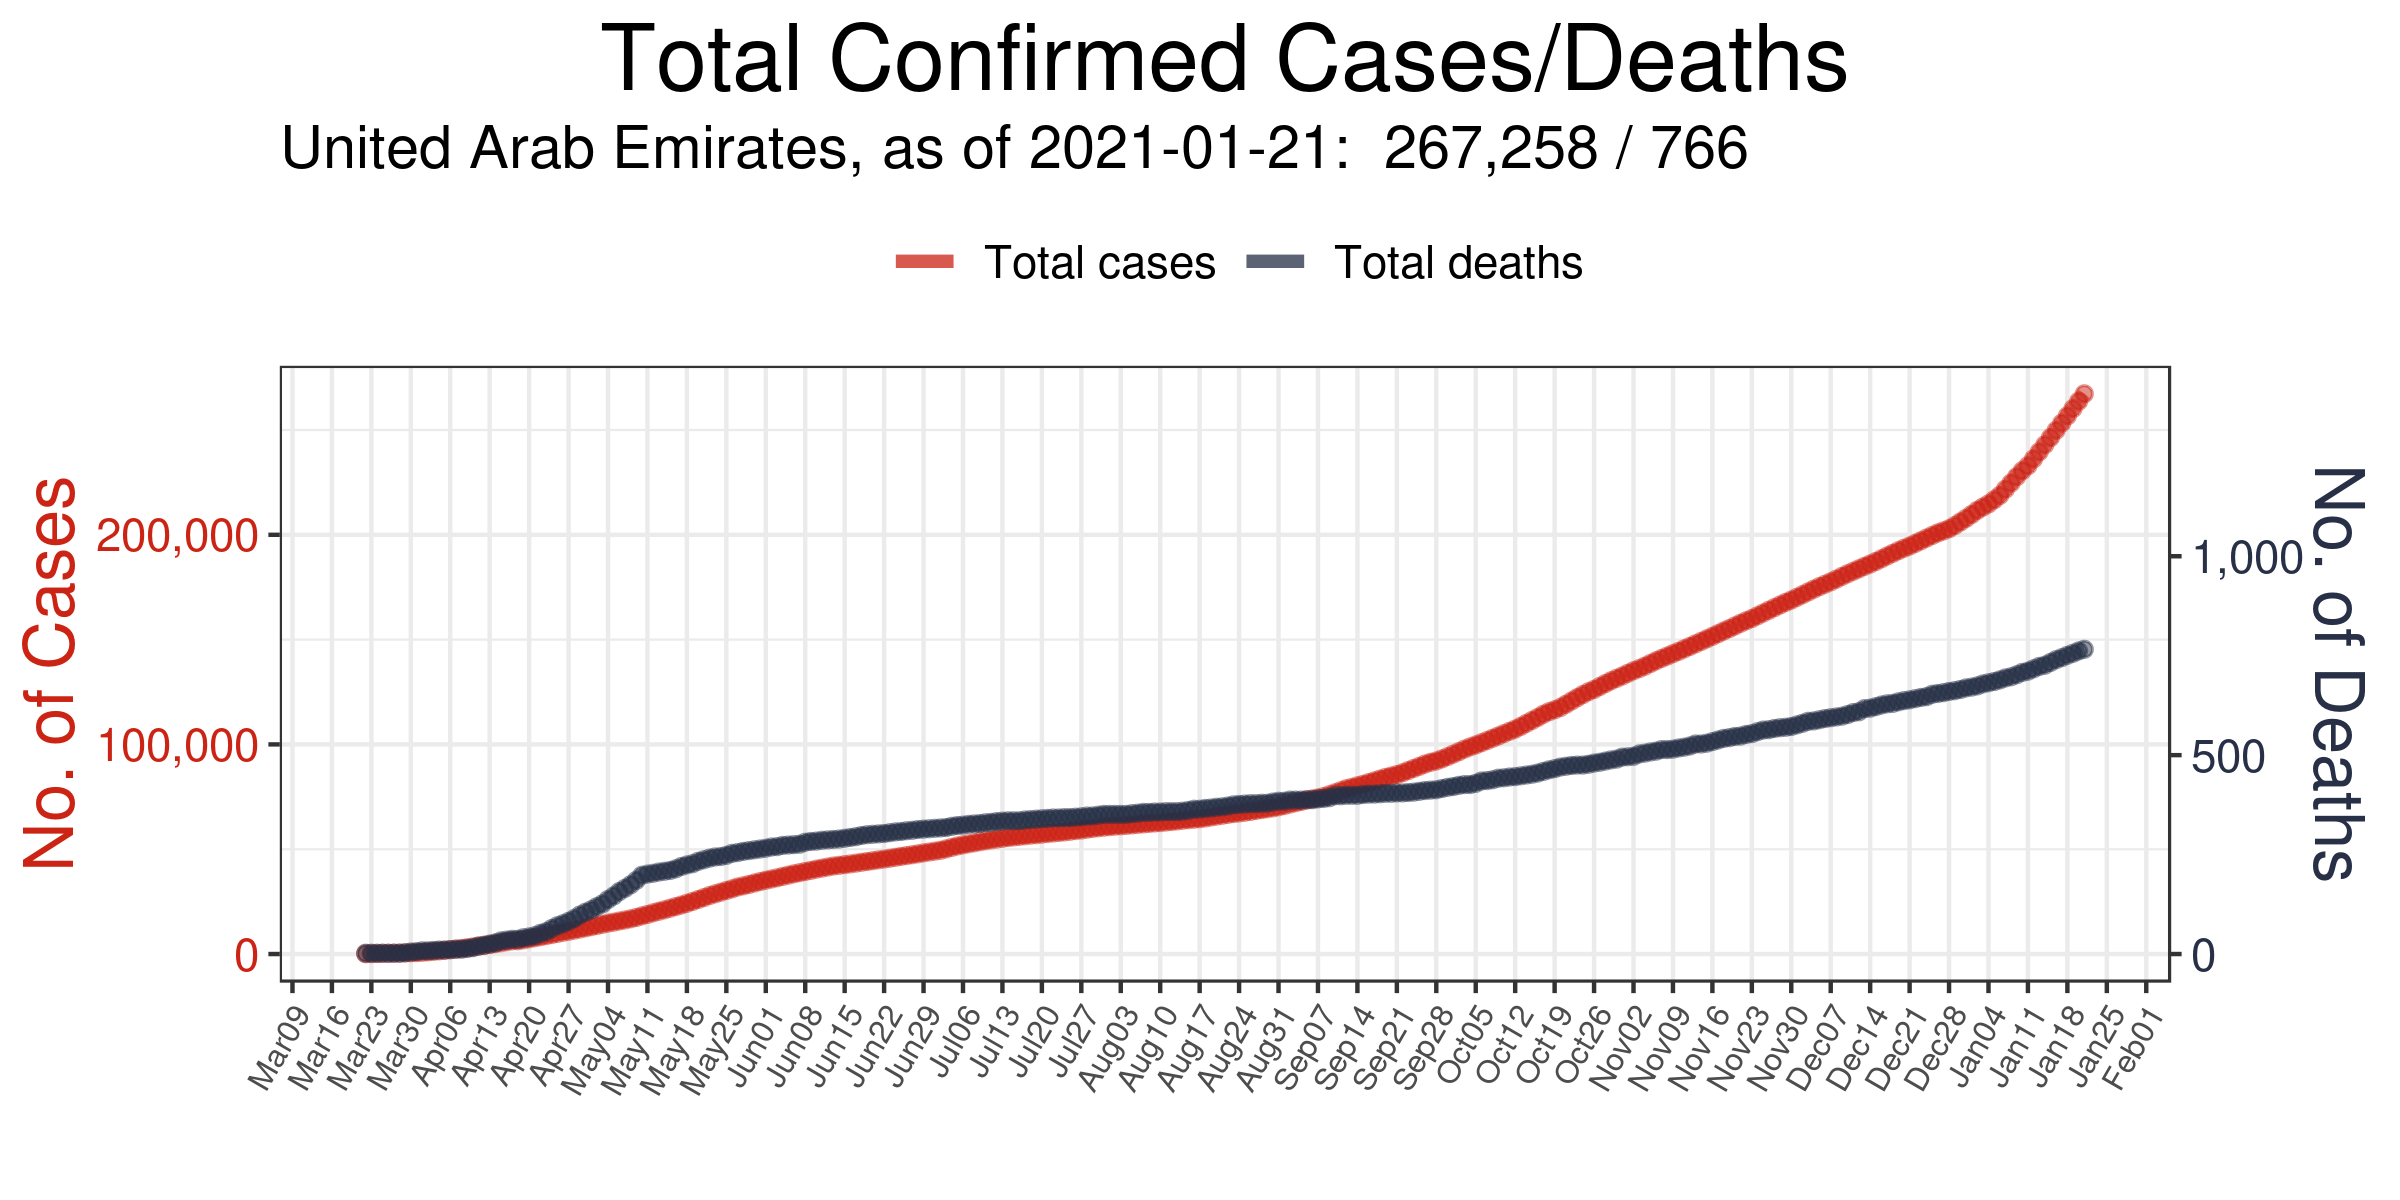 Total Confirmed Cases/Deaths
United Arab Emirates, as of 2021-01-21:  267,258 / 766
Total cases
Total deaths
No. of Cases
200,000
100,000
0
1,000
500
0
No. of Deaths
Mar09
Mar16
Mar23
Mar30
Apr06
Apr13
Apr20
Apr27
May04
May11
May18
May25
Jun01
Jun08
Jun15
Jun22
Jun29
Jul06
Jul13
Jul20
Jul27
Aug03
Aug10
Aug17
Aug24
Aug31
Sep07
Sep14
Sep21
Sep28
Oct05
Oct12
Oct19
Oct26
Nov02
Nov09
Nov16
Nov23
Nov30
Dec07
Dec14
Dec21
Dec28
Jan04
Jan11
Jan18
Jan25
Feb01